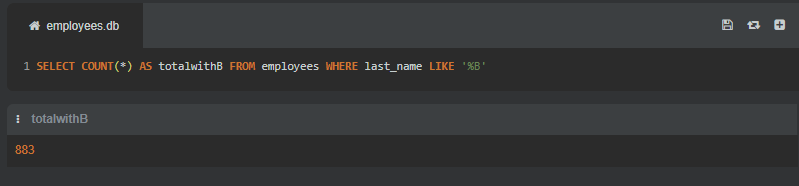 employees.db
1 SELECT COUNT(*) AS totalwithB FROM employees WHERE last_name LIKE '%B'
totalwithB
883